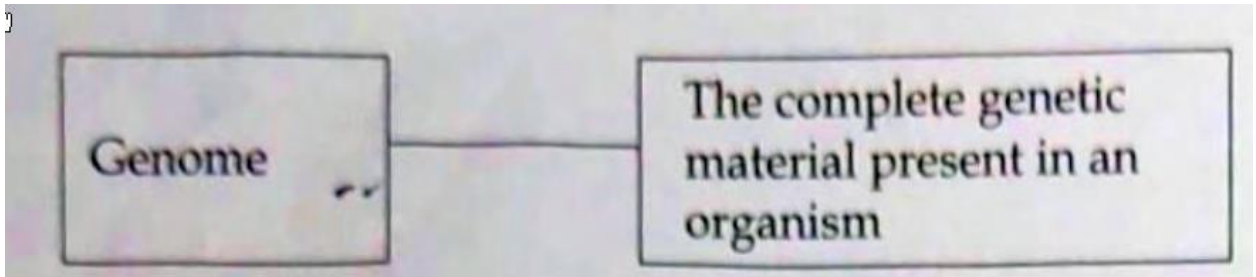 Genome
The complete genetic
material present in an
organism